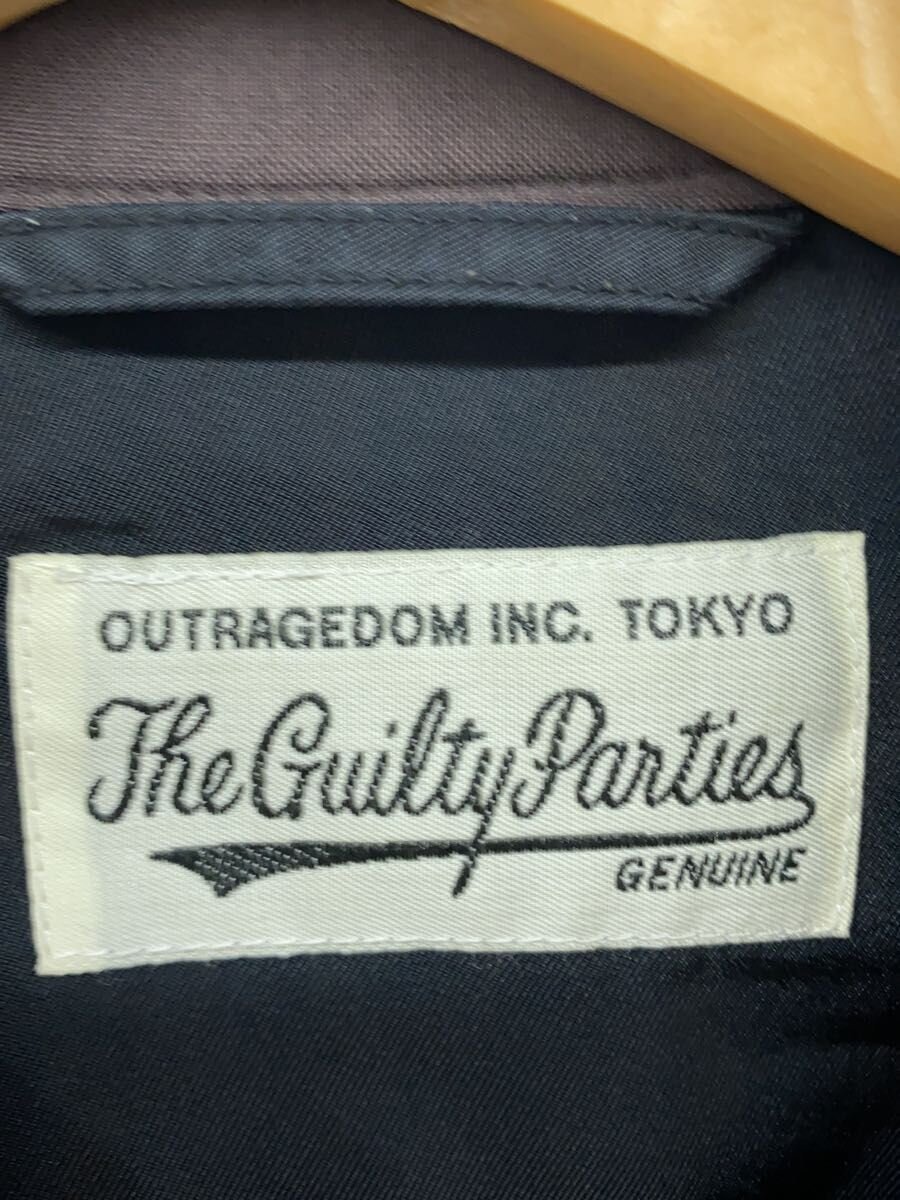 OUTRAGEDOM INC. TOKYO
The Guilty Parties
GENUINE